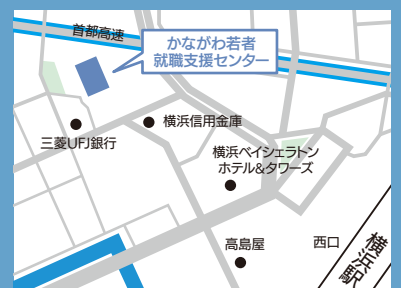 首都高速
かながわ若者
就職支援センター
横浜信用金庫
三菱UFJ銀行
横浜ベイシェラトン
ホテル&タワーズ
高島屋
西口
横浜駅